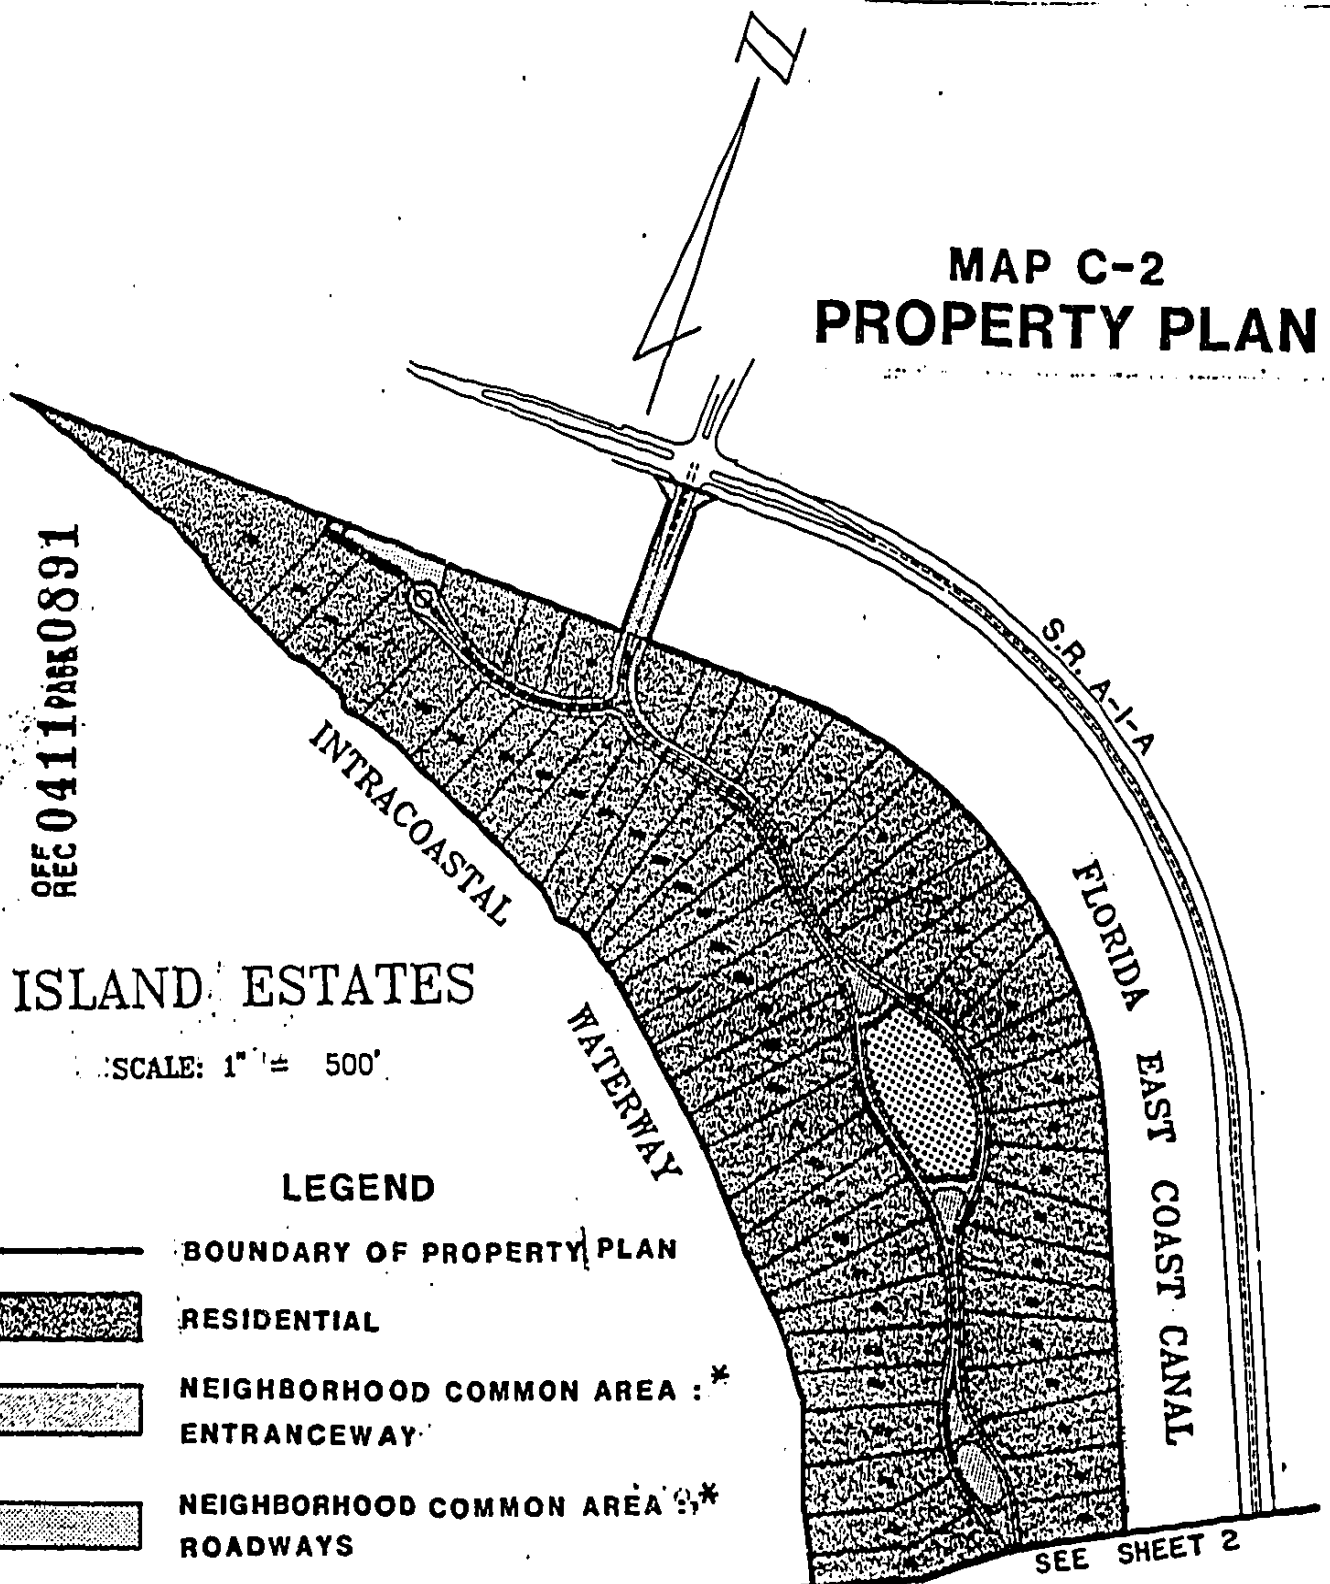 N
MAP C-2
PROPERTY PLAN
S.R. A-1-A
OFF REC 0411 PAGE 0891
INTRACOASTAL
WATERWAY
FLORIDA EAST COAST CANAL
ISLAND ESTATES
SCALE: 1" = 500'
LEGEND
BOUNDARY OF PROPERTY PLAN
RESIDENTIAL
NEIGHBORHOOD COMMON AREA : *
ENTRANCEWAY
NEIGHBORHOOD COMMON AREA : *
ROADWAYS
SEE SHEET 2